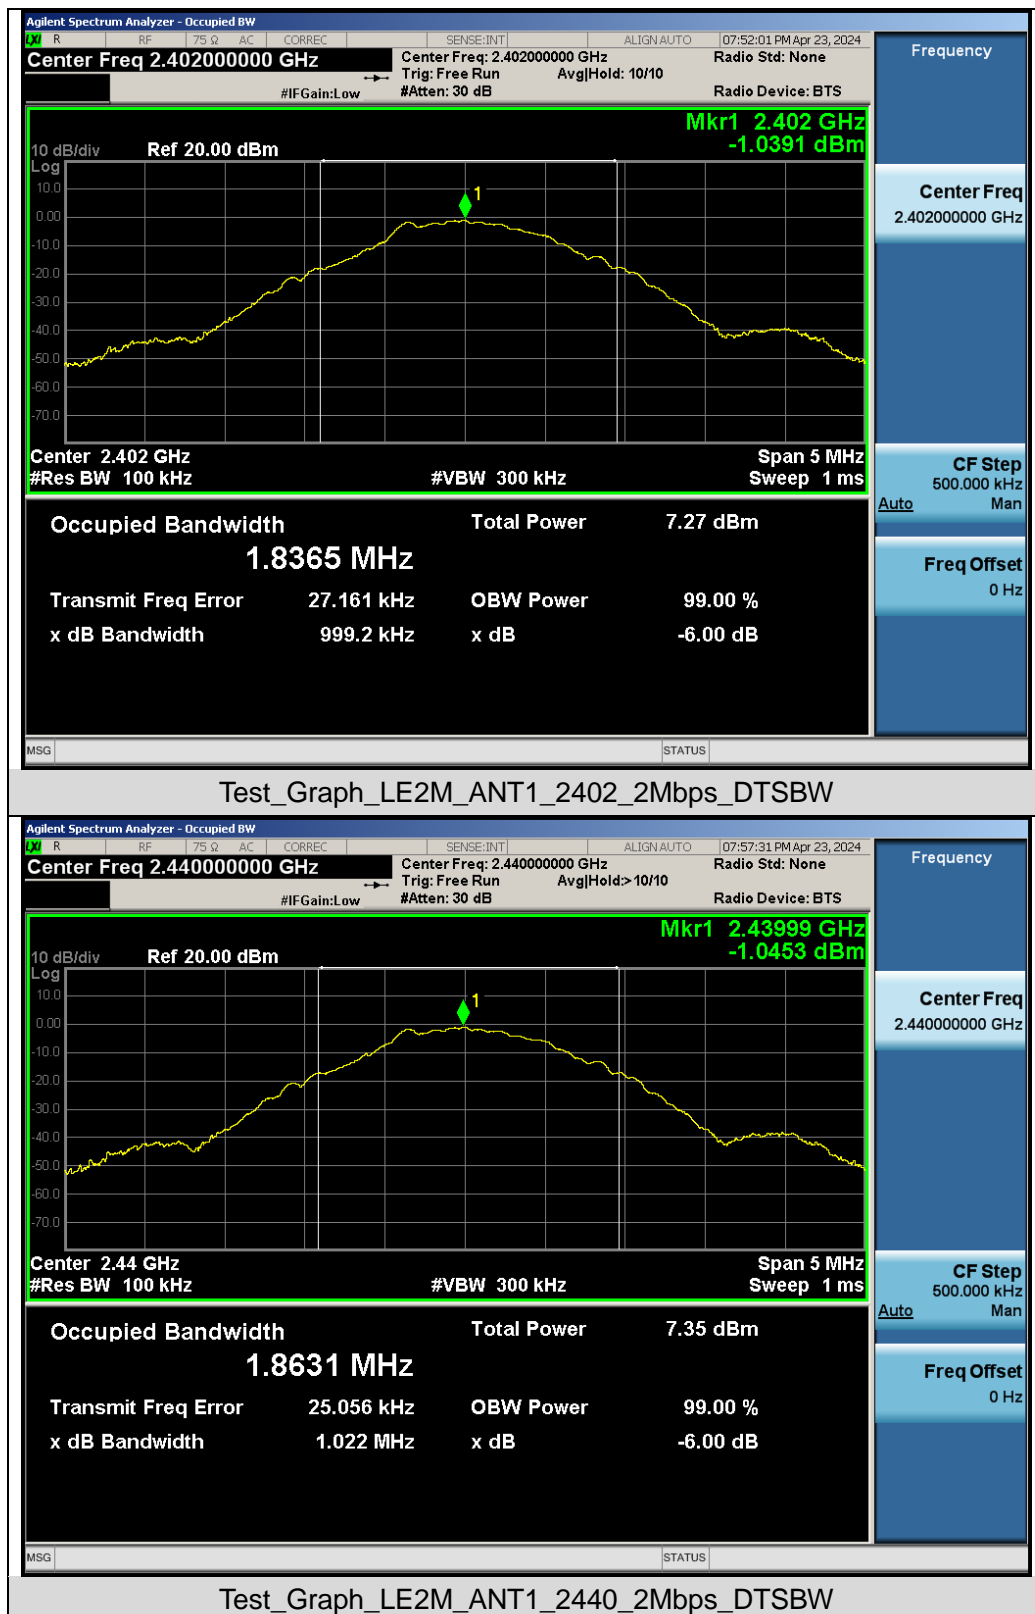 Agilent Spectrum Analyzer - Occupied BW
LXI R RF 75 Ω AC CORREC SENSE:INT ALIGN AUTO 07:52:01 PM Apr 23, 2024
Center Freq 2.402000000 GHz
Center Freq: 2.402000000 GHz
Radio Std: None
Trig: Free Run Avg|Hold: 10/10
#IFGain:Low #Atten: 30 dB Radio Device: BTS
Frequency
Mkr1 2.402 GHz
-1.0391 dBm
10 dB/div Ref 20.00 dBm
Log
10.0
0.00
-10.0
-20.0
-30.0
-40.0
-50.0
-60.0
-70.0
1
Center 2.402 GHz Span 5 MHz
#Res BW 100 kHz #VBW 300 kHz Sweep 1 ms
Center Freq
2.402000000 GHz
CF Step
500.000 kHz
Auto Man
Freq Offset
0 Hz
Occupied Bandwidth Total Power 7.27 dBm
1.8365 MHz
Transmit Freq Error 27.161 kHz OBW Power 99.00 %
x dB Bandwidth 999.2 kHz x dB -6.00 dB
MSG STATUS
Test_Graph_LE2M_ANT1_2402_2Mbps_DTSBW
Agilent Spectrum Analyzer - Occupied BW
LXI R RF 75 Ω AC CORREC SENSE:INT ALIGN AUTO 07:57:31 PM Apr 23, 2024
Center Freq 2.440000000 GHz
Center Freq: 2.440000000 GHz
Radio Std: None
Trig: Free Run Avg|Hold:>10/10
#IFGain:Low #Atten: 30 dB Radio Device: BTS
Frequency
Mkr1 2.43999 GHz
-1.0453 dBm
10 dB/div Ref 20.00 dBm
Log
10.0
0.00
-10.0
-20.0
-30.0
-40.0
-50.0
-60.0
-70.0
1
Center 2.44 GHz Span 5 MHz
#Res BW 100 kHz #VBW 300 kHz Sweep 1 ms
Center Freq
2.440000000 GHz
CF Step
500.000 kHz
Auto Man
Freq Offset
0 Hz
Occupied Bandwidth Total Power 7.35 dBm
1.8631 MHz
Transmit Freq Error 25.056 kHz OBW Power 99.00 %
x dB Bandwidth 1.022 MHz x dB -6.00 dB
MSG STATUS
Test_Graph_LE2M_ANT1_2440_2Mbps_DTSBW